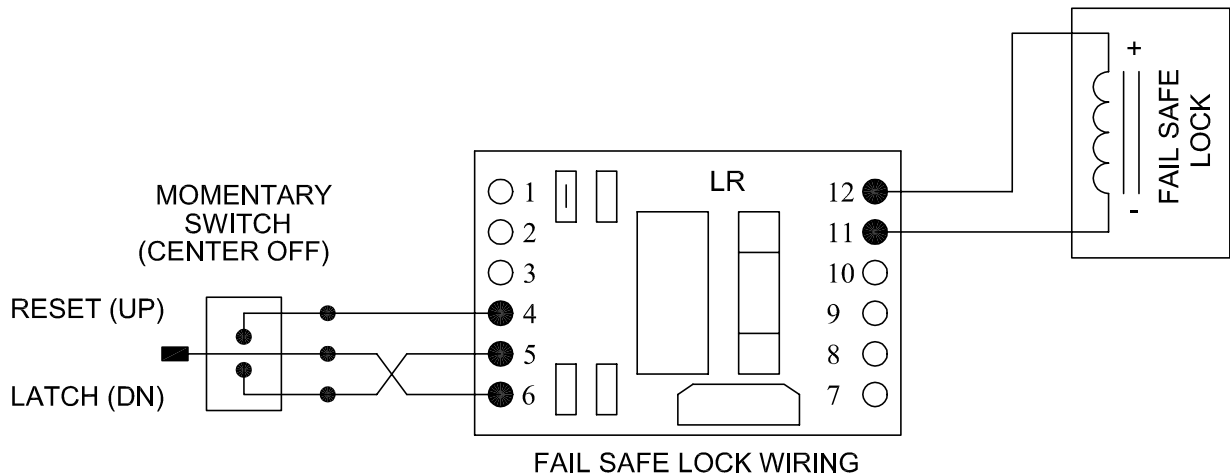 MOMENTARY
SWITCH
(CENTER OFF)
RESET (UP)
LATCH (DN)
1
2
3
4
5
6
LR
12
11
10
9
8
7
+
-
FAIL SAFE
LOCK
FAIL SAFE LOCK WIRING